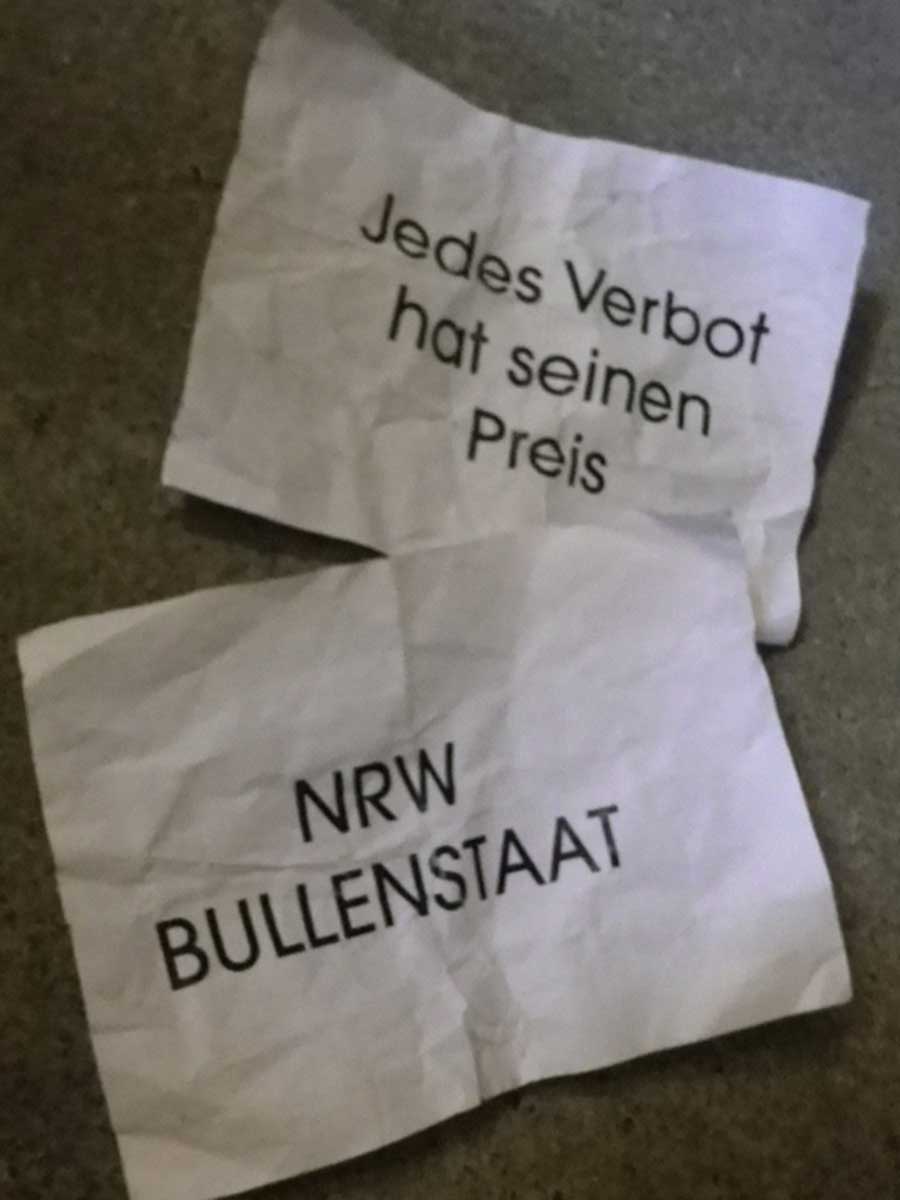 Jedes Verbot
hat seinen
Preis
NRW
BULLENSTAAT